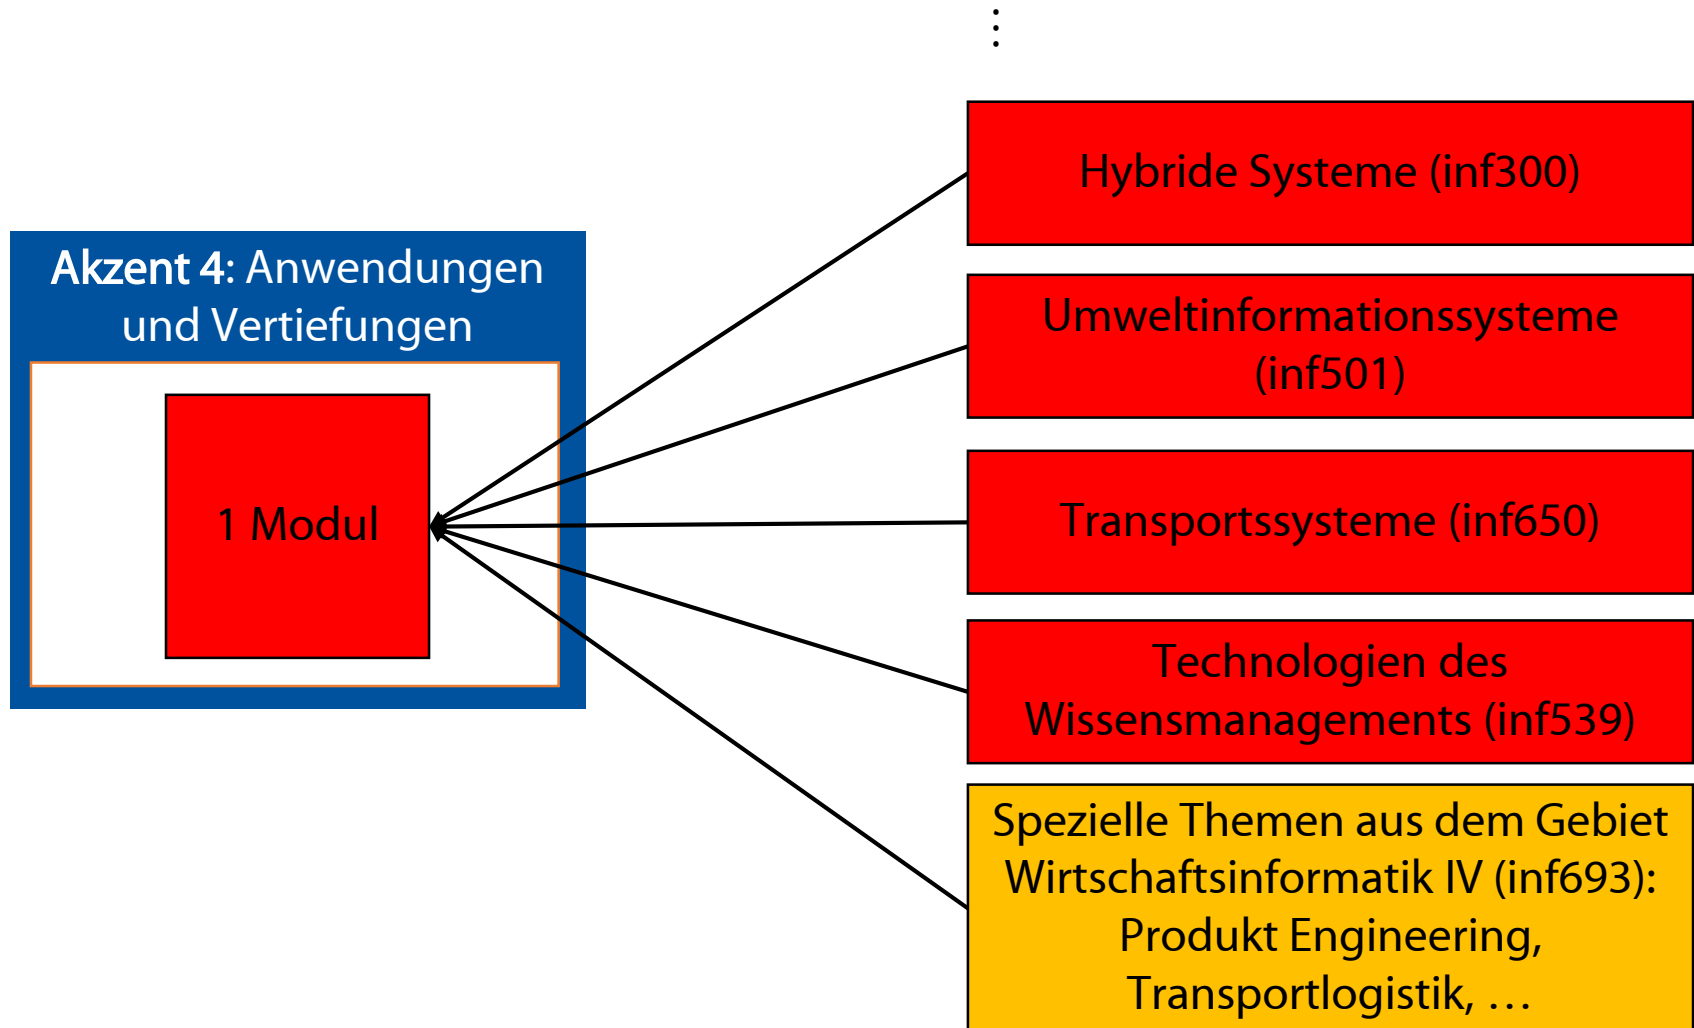 ⋮
Hybride Systeme (inf300)
Akzent 4: Anwendungen
und Vertiefungen
1 Modul
Umweltinformationssysteme
(inf501)
Transportssysteme (inf650)
Technologien des
Wissensmanagements (inf539)
Spezielle Themen aus dem Gebiet
Wirtschaftsinformatik IV (inf693):
Produkt Engineering,
Transportlogistik, …